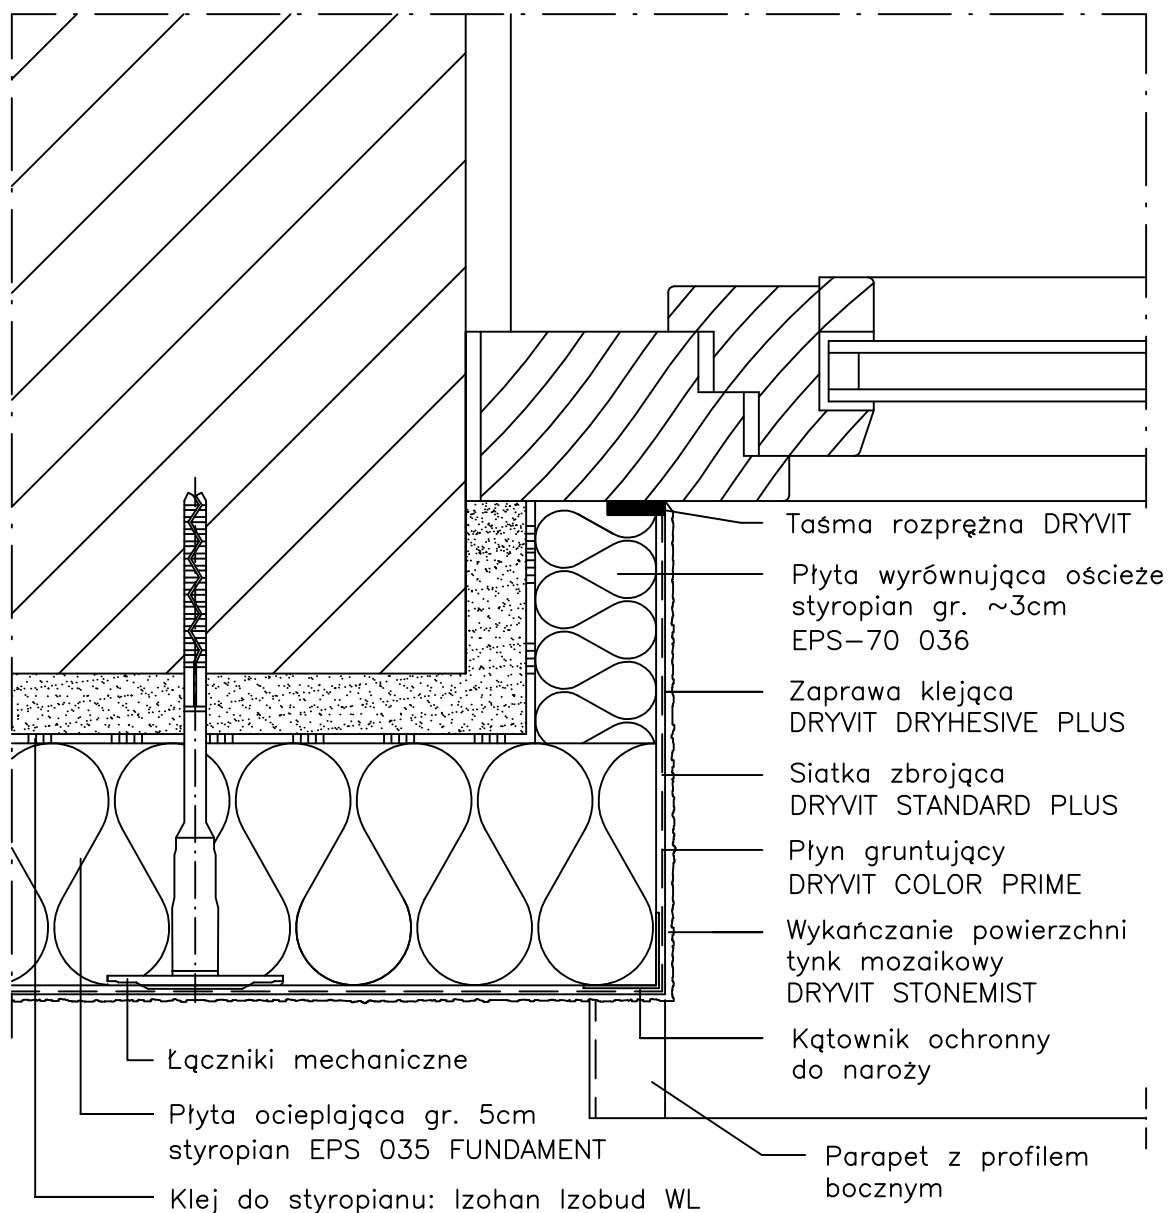 Taśma rozprężna DRYVIT
Płyta wyrównująca ościeże
styropian gr. ~3cm
EPS-70 036
Zaprawa klejąca
DRYVIT DRYHESIVE PLUS
Siatka zbrojąca
DRYVIT STANDARD PLUS
Płyn gruntujący
DRYVIT COLOR PRIME
Wykańczanie powierzchni
tynk mozaikowy
DRYVIT STONEMIST
Kątownik ochronny
do naroży
Łączniki mechaniczne
Płyta ocieplająca gr. 5cm
styropian EPS 035 FUNDAMENT
Klej do styropianu: Izohan Izobud WL
Parapet z profilem
bocznym